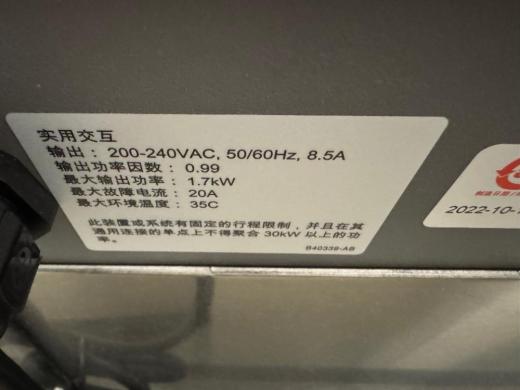 实用交互
输出: 200-240VAC, 50/60Hz, 8.5A
输出功率因数: 0.99
最大输出功率: 1.7kW
最大故障电流: 20A
最大环境温度: 35C
此装置或系统有固定的行程限制，并且在其
通用连接的单点上不得聚合 30kW 以上的功
率。
B40339-AB
2022-10-